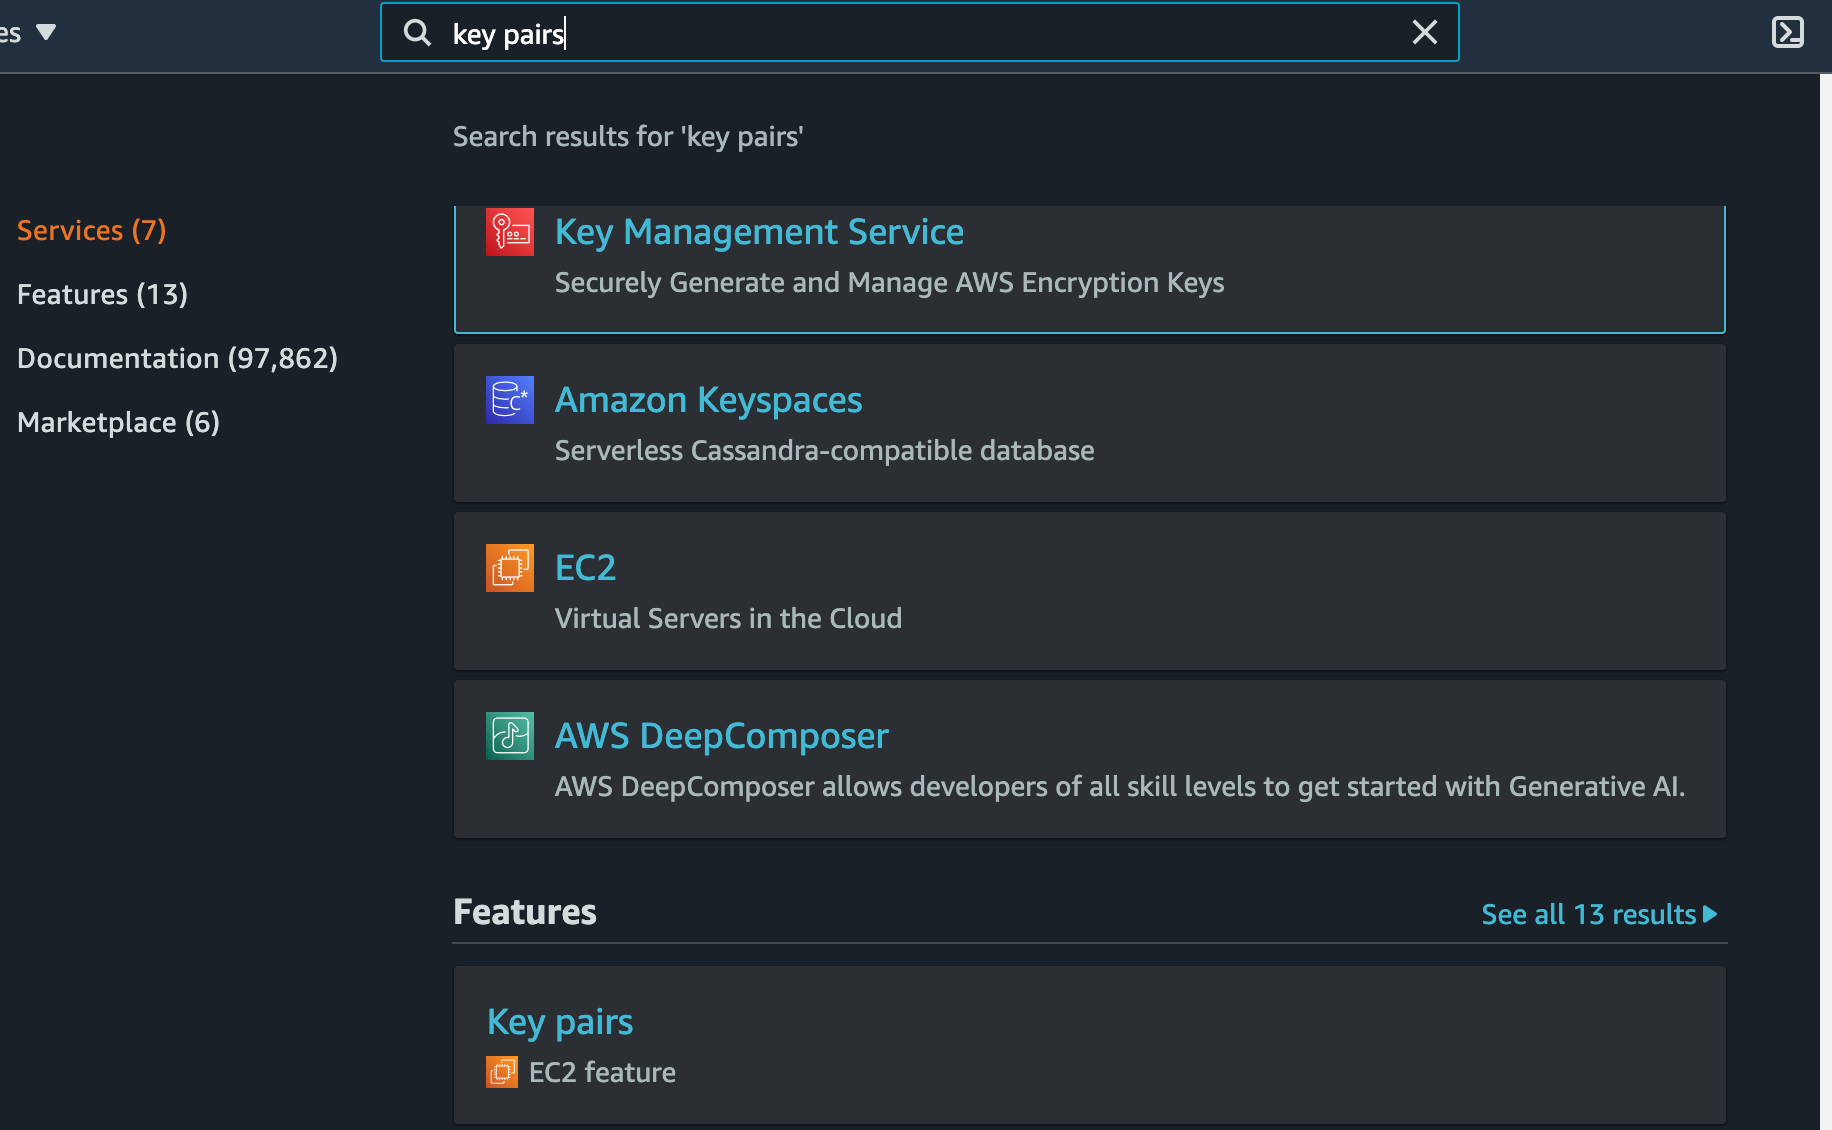 es
key pairs
Search results for 'key pairs'
Services (7)
Features (13)
Documentation (97,862)
Marketplace (6)
Key Management Service
Securely Generate and Manage AWS Encryption Keys
Amazon Keyspaces
Serverless Cassandra-compatible database
EC2
Virtual Servers in the Cloud
AWS DeepComposer
AWS DeepComposer allows developers of all skill levels to get started with Generative AI.
Features
See all 13 results
Key pairs
EC2 feature